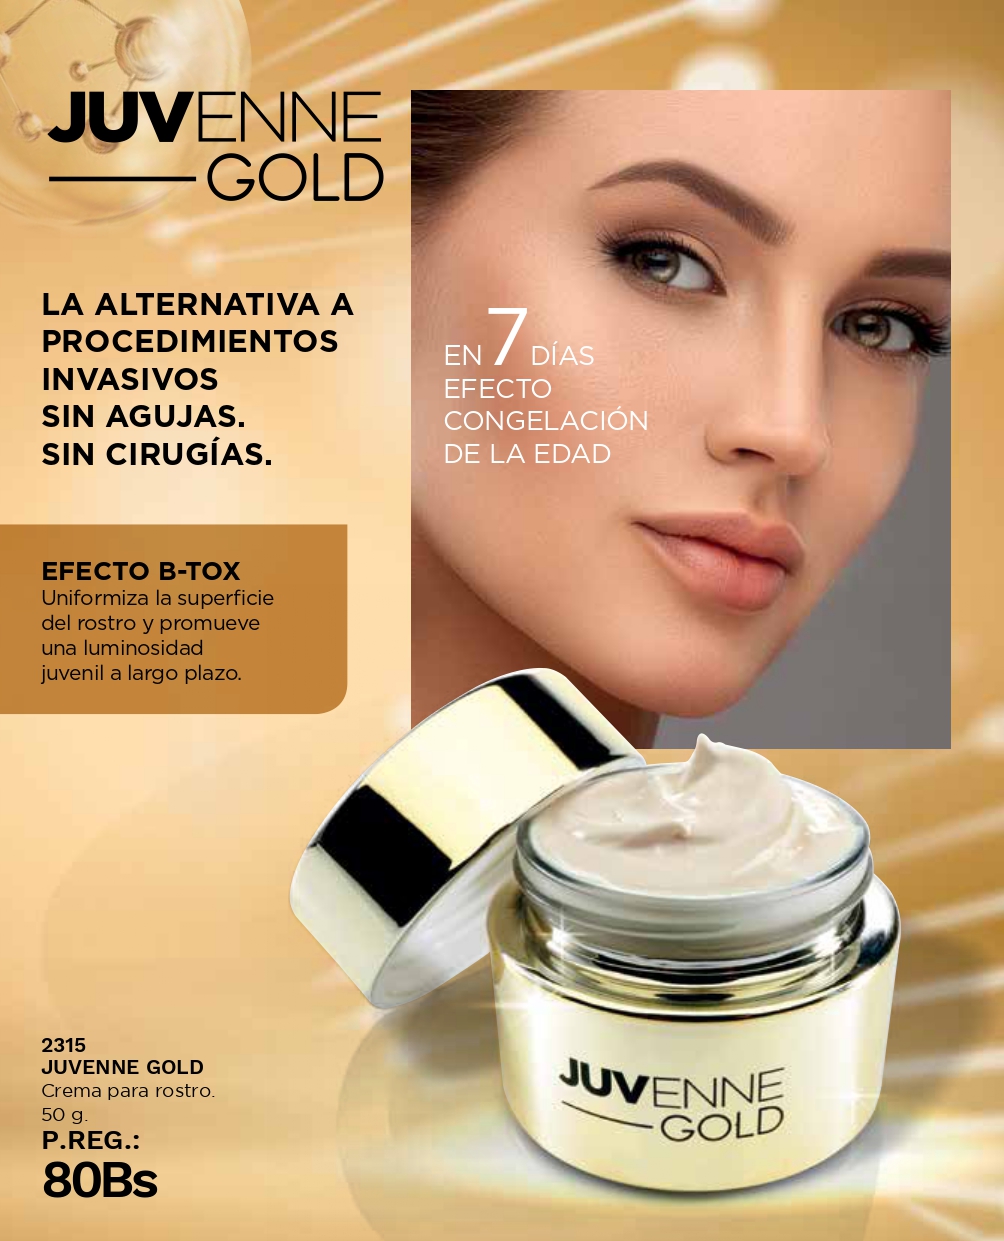 JUVENNE
GOLD
LA ALTERNATIVA A
PROCEDIMIENTOS
INVASIVOS
SIN AGUJAS.
SIN CIRUGÍAS.
EN 7 DÍAS
EFECTO
CONGELACIÓN
DE LA EDAD
EFECTO B-TOX
Uniformiza la superficie
del rostro y promueve
una luminosidad
juvenil a largo plazo.
2315
JUVENNE GOLD
Crema para rostro.
50 g.
P.REG.:
80Bs
JUVENNE
GOLD